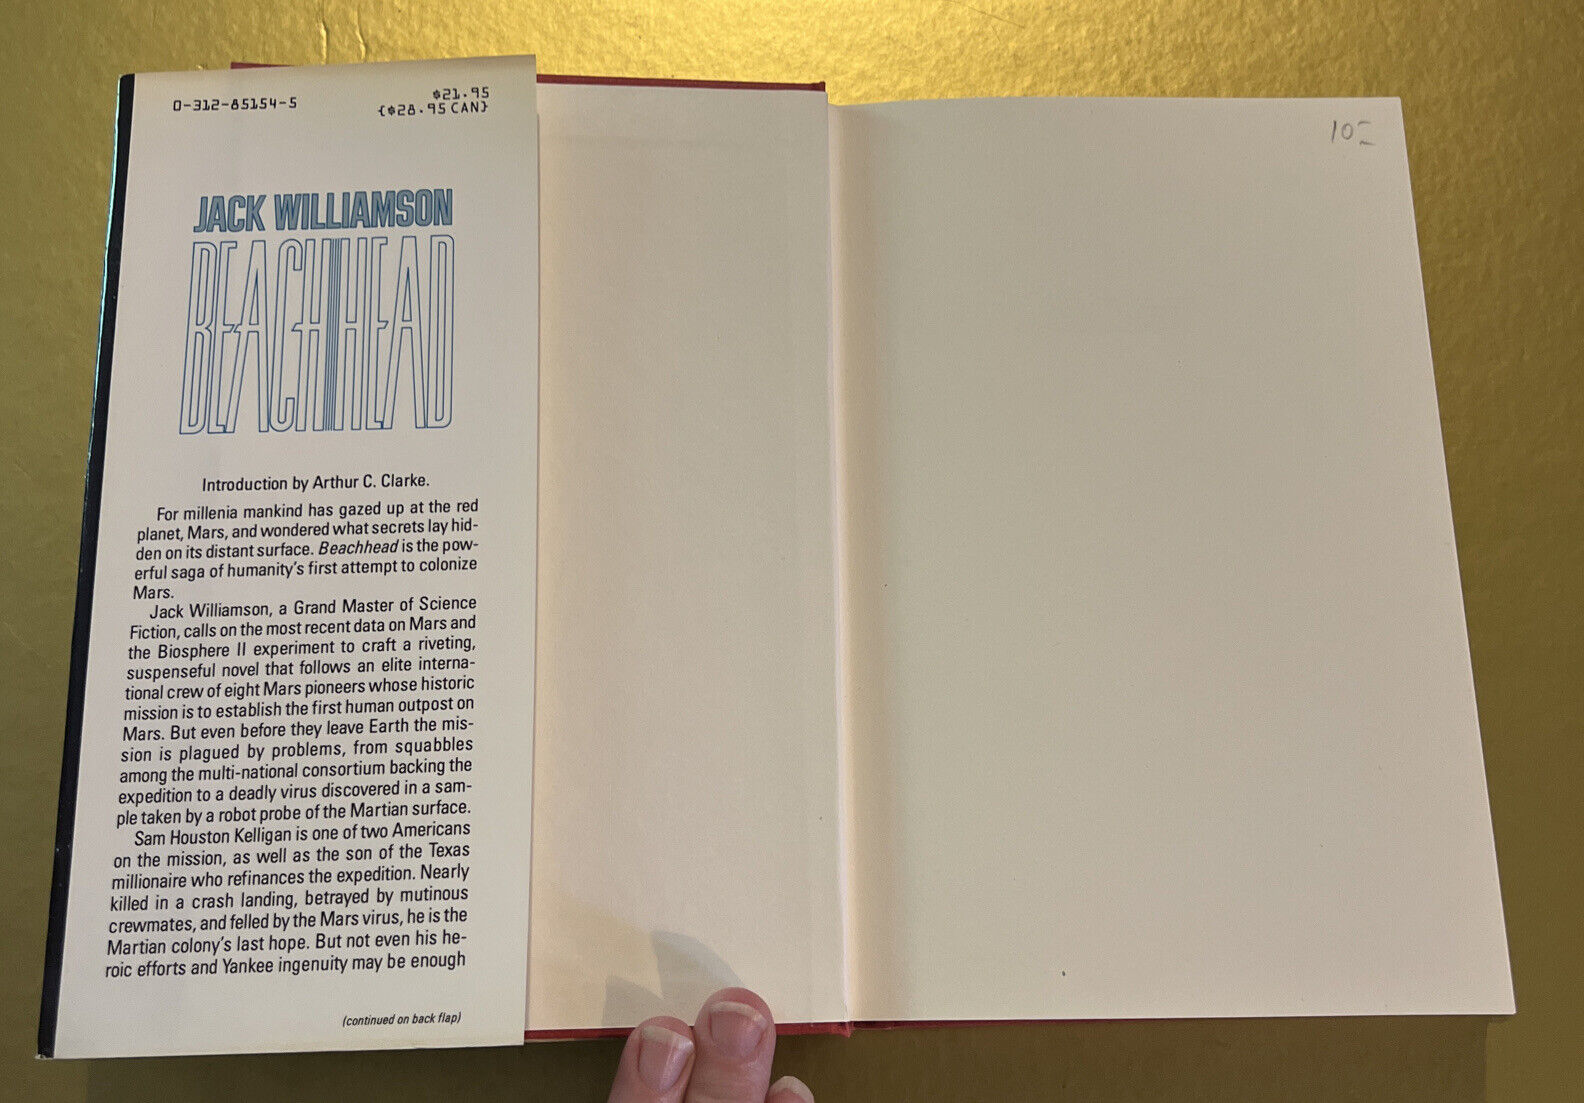 0-312-85154-5
$21.95
{$28.95 CAN}
JACK WILLIAMSON
BEACHHEAD
Introduction by Arthur C. Clarke.
For millenia mankind has gazed up at the red
planet, Mars, and wondered what secrets lay hid-
den on its distant surface. Beachhead is the pow-
erful saga of humanity's first attempt to colonize
Mars.
Jack Williamson, a Grand Master of Science
Fiction, calls on the most recent data on Mars and
the Biosphere II experiment to craft a riveting,
suspenseful novel that follows an elite interna-
tional crew of eight Mars pioneers whose historic
mission is to establish the first human outpost on
Mars. But even before they leave Earth the mis-
sion is plagued by problems, from squabbles
among the multi-national consortium backing the
expedition to a deadly virus discovered in a sam-
ple taken by a robot probe of the Martian surface.
Sam Houston Kelligan is one of two Americans
on the mission, as well as the son of the Texas
millionaire who refinances the expedition. Nearly
killed in a crash landing, betrayed by mutinous
crewmates, and felled by the Mars virus, he is the
Martian colony's last hope. But not even his he-
roic efforts and Yankee ingenuity may be enough
(continued on back flap)
10-